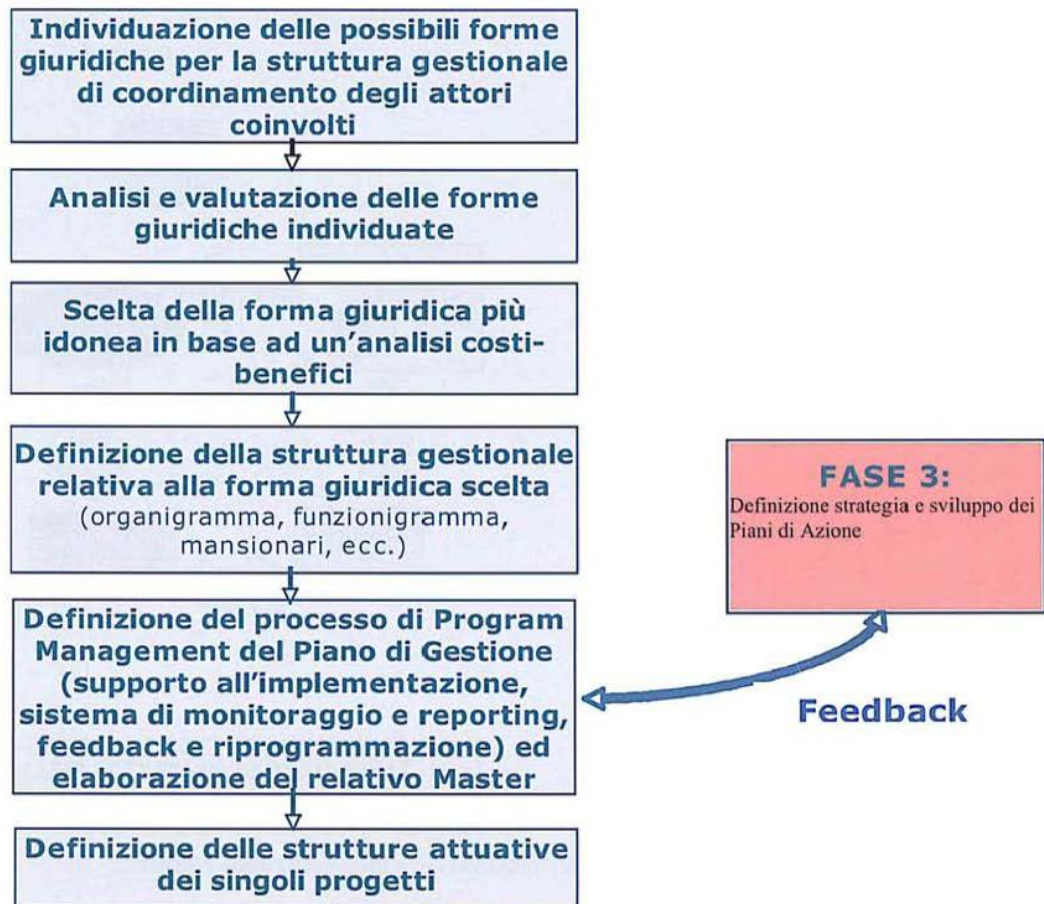 Individuazione delle possibili forme
giuridiche per la struttura gestionale
di coordinamento degli attori
coinvolti
Analisi e valutazione delle forme
giuridiche individuate
Scelta della forma giuridica più
idonea in base ad un'analisi costi-
benefici
Definizione della struttura gestionale
relativa alla forma giuridica scelta
(organigramma, funzionigramma,
mansionari, ecc.)
Definizione del processo di Program
Management del Piano di Gestione
(supporto all'implementazione,
sistema di monitoraggio e reporting,
feedback e riprogrammazione) ed
elaborazione del relativo Master
Definizione delle strutture attuative
dei singoli progetti
FASE 3:
Definizione strategia e sviluppo dei
Piani di Azione
Feedback